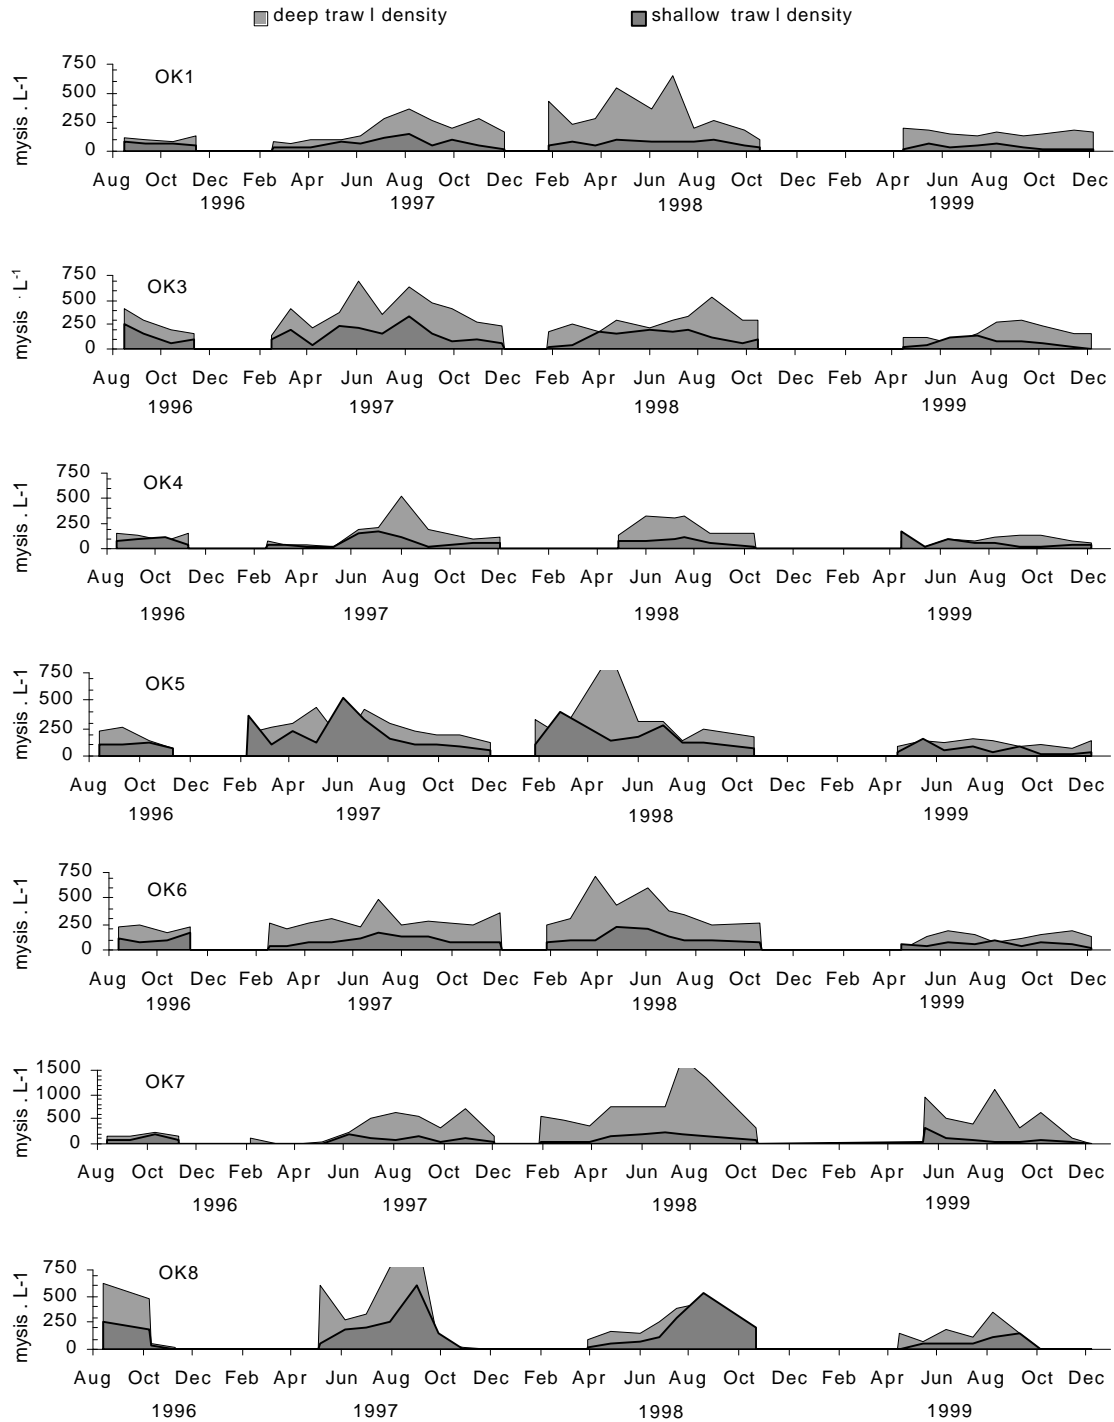 deep traw l density shallow traw l density
750
500
250
0
mysis . L-1
OK1
Aug Oct Dec Feb Apr Jun Aug Oct Dec Feb Apr Jun Aug Oct Dec Feb Apr Jun Aug Oct Dec
1996 1997 1998 1999
750
500
250
0
mysis · L-1
OK3
Aug Oct Dec Feb Apr Jun Aug Oct Dec Feb Apr Jun Aug Oct Dec Feb Apr Jun Aug Oct Dec
1996 1997 1998 1999
750
500
250
0
mysis . L-1
OK4
Aug Oct Dec Feb Apr Jun Aug Oct Dec Feb Apr Jun Aug Oct Dec Feb Apr Jun Aug Oct Dec
1996 1997 1998 1999
750
500
250
0
mysis . L-1
OK5
Aug Oct Dec Feb Apr Jun Aug Oct Dec Feb Apr Jun Aug Oct Dec Feb Apr Jun Aug Oct Dec
1996 1997 1998 1999
750
500
250
0
mysis . L-1
OK6
Aug Oct Dec Feb Apr Jun Aug Oct Dec Feb Apr Jun Aug Oct Dec Feb Apr Jun Aug Oct Dec
1996 1997 1998 1999
1500
1000
500
0
mysis . L-1
OK7
Aug Oct Dec Feb Apr Jun Aug Oct Dec Feb Apr Jun Aug Oct Dec Feb Apr Jun Aug Oct Dec
1996 1997 1998 1999
750
500
250
0
mysis . L-1
OK8
Aug Oct Dec Feb Apr Jun Aug Oct Dec Feb Apr Jun Aug Oct Dec Feb Apr Jun Aug Oct Dec
1996 1997 1998 1999